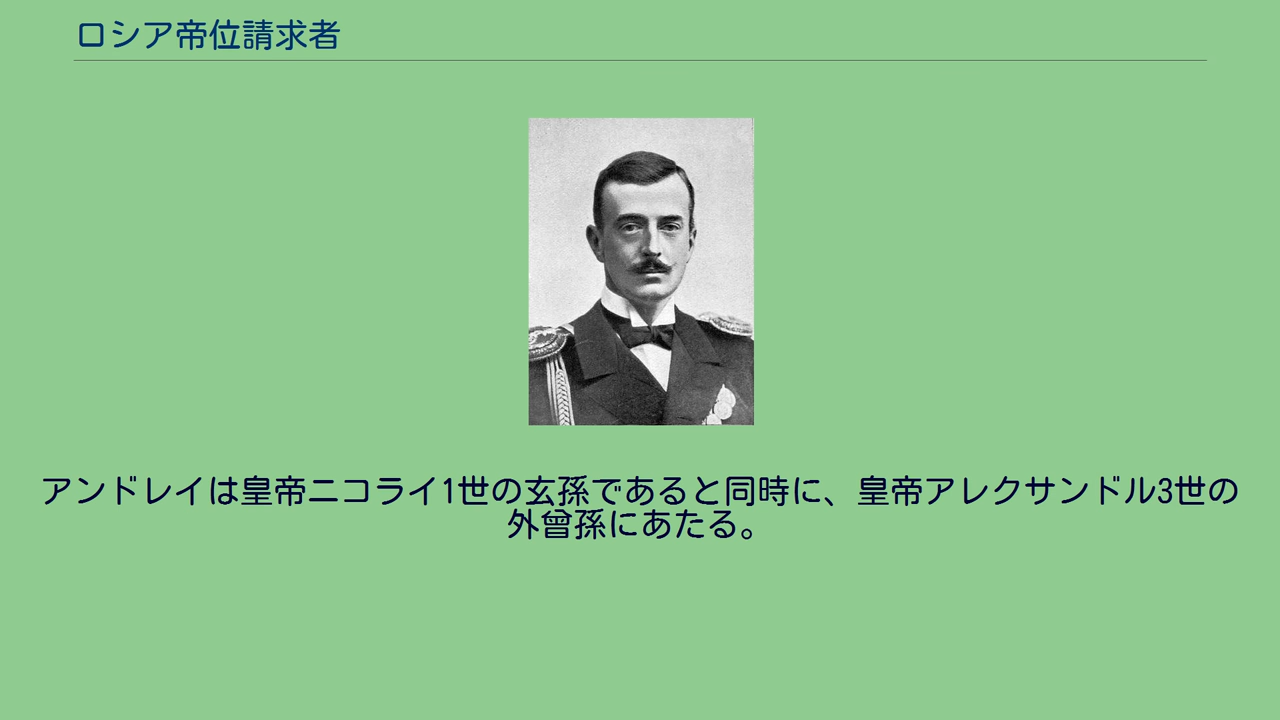 ロシア帝位請求者
アンドレイは皇帝ニコライ1世の玄孫であると同時に、皇帝アレクサンドル3世の
外曾孫にあたる。